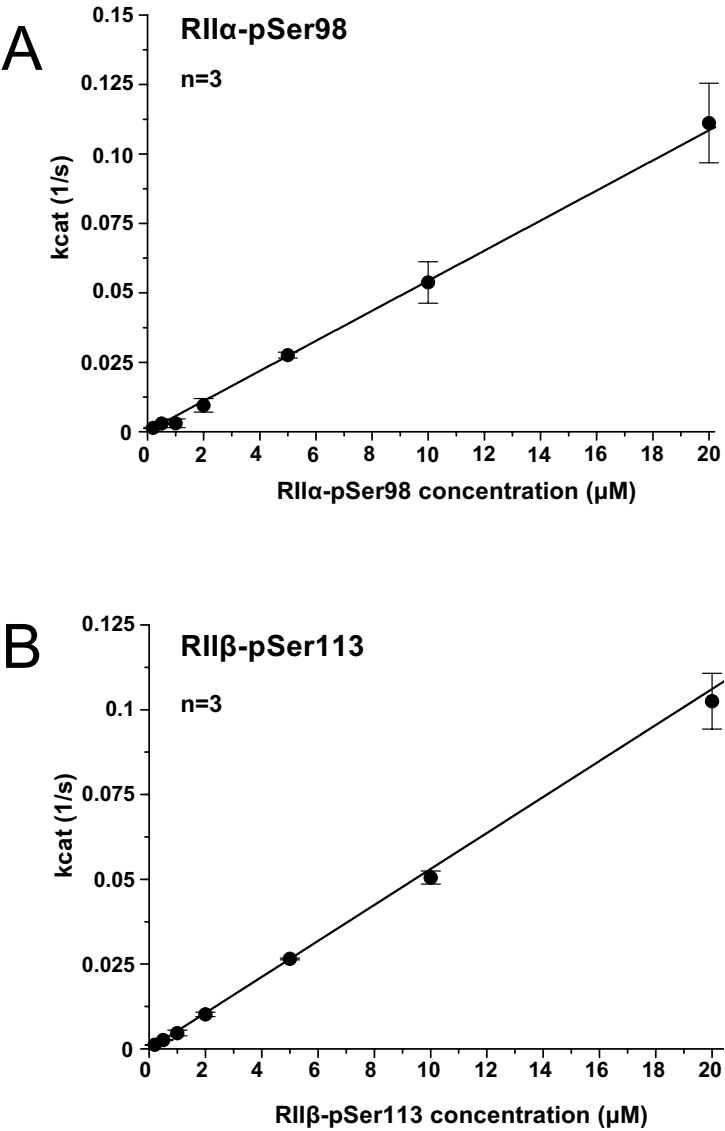 A
RIIα-pSer98
n=3
kcat (1/s)
0.15
0.125
0.10
0.075
0.05
0.025
0
0 2 4 6 8 10 12 14 16 18 20
RIIα-pSer98 concentration (µM)
B
RIIβ-pSer113
n=3
kcat (1/s)
0.125
0.1
0.075
0.05
0.025
0
0 2 4 6 8 10 12 14 16 18 20
RIIβ-pSer113 concentration (µM)